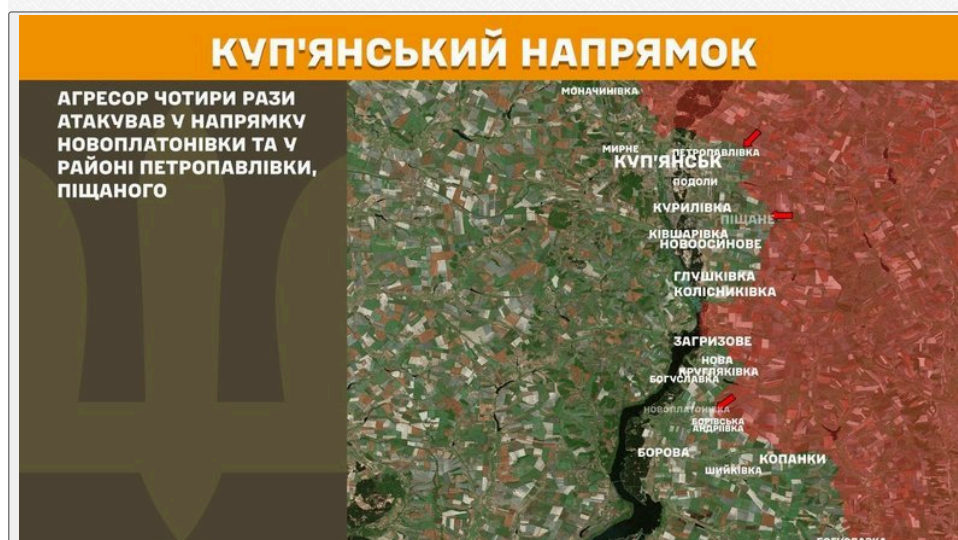 КУП'ЯНСЬКИЙ НАПРЯМОК
АГРЕСОР ЧОТИРИ РАЗИ
АТАКУВАВ У НАПРЯМКУ
НОВОПЛАТОНІВКИ ТА У
РАЙОНІ ПЕТРОПАВЛІВКИ,
ПІЩАНОГО
МОНАЧИНІВКА
МИРНЕ
ПЕТРОПАВЛІВКА
КУП'ЯНСЬК
ПОДОЛИ
КУРИЛІВКА
ПІЩАНЕ
КІВШАРІВКА
НОВООСИНОВЕ
ГЛУШКІВКА
КОЛІСНИКІВКА
ЗАГРИЗОВЕ
НОВА
КРУГЛЯКІВКА
БОГУСЛАВКА
НОВОПЛАТОНІВКА
БОРІВСЬКА
АНДРІЇВКА
БОРОВА
КОПАНКИ
ШИЙКІВКА